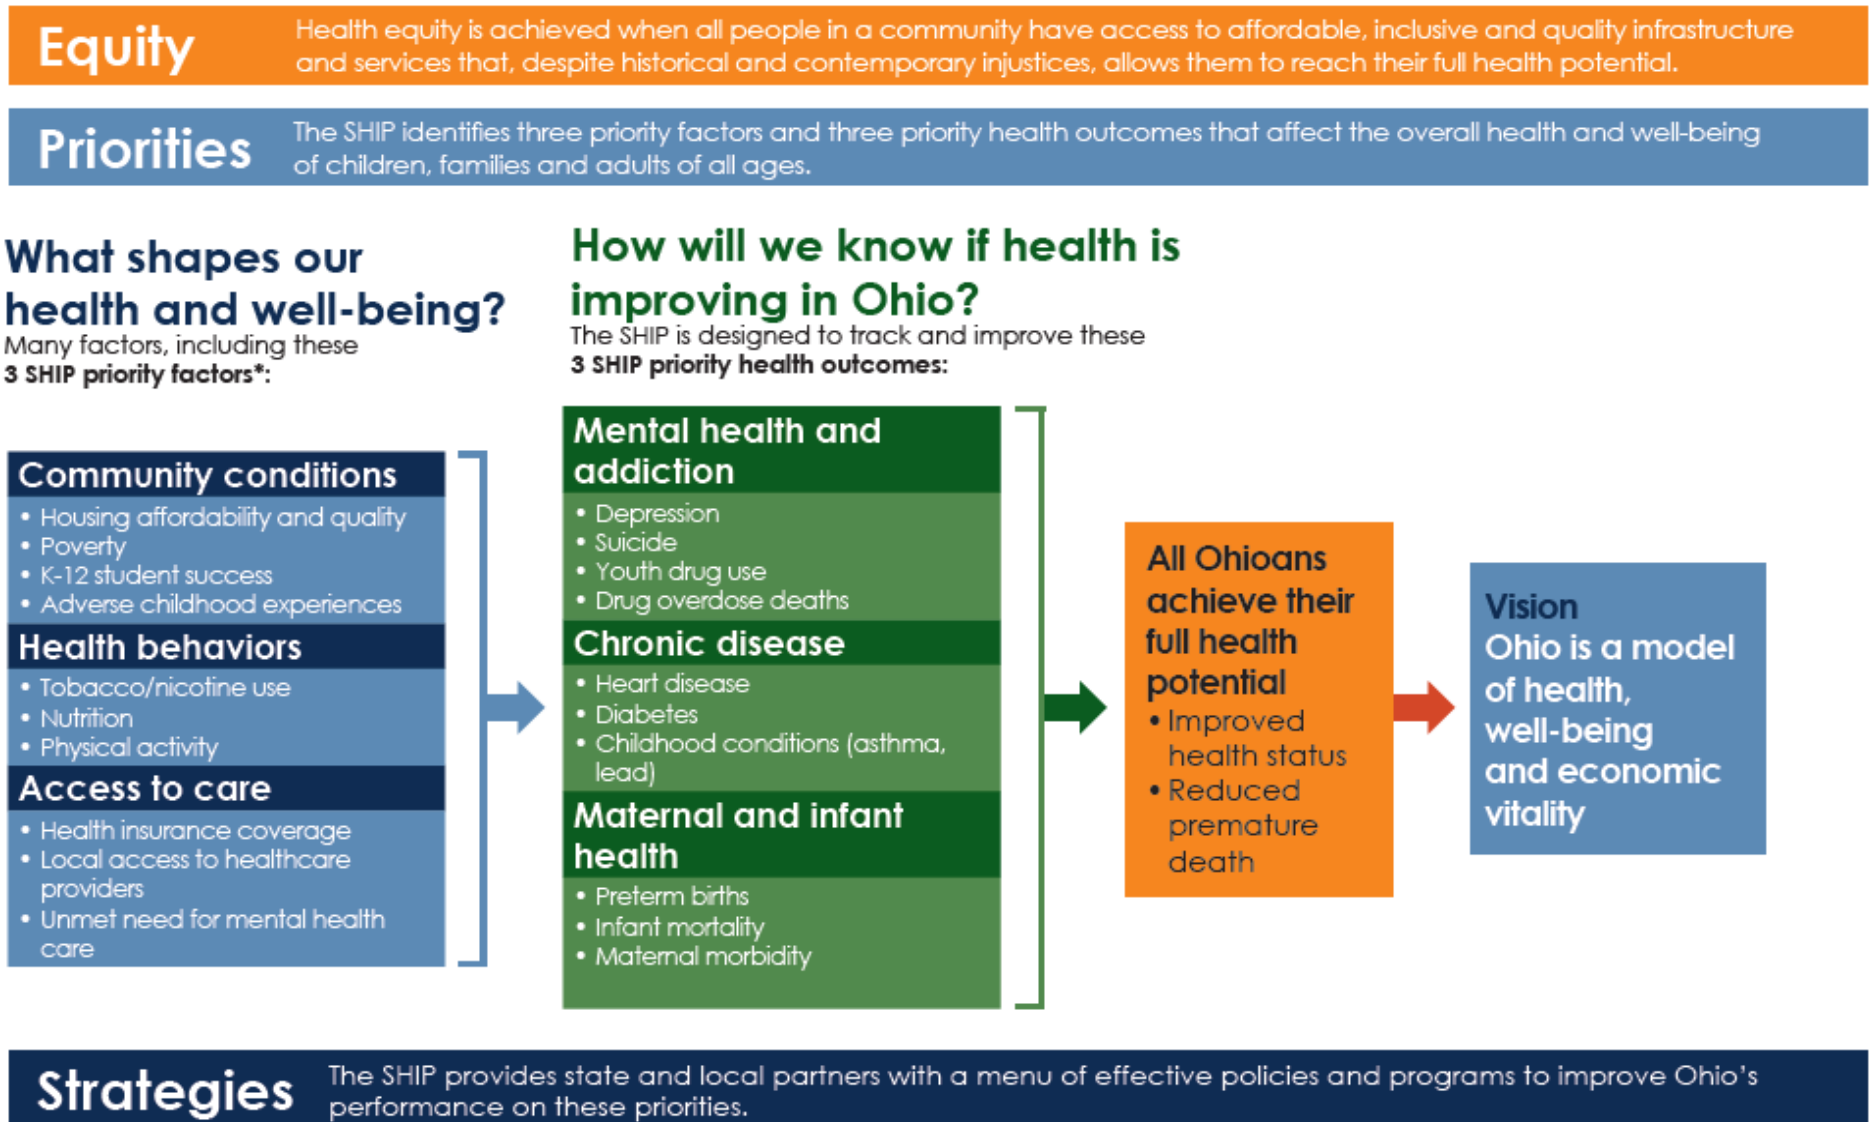 Equity
Health equity is achieved when all people in a community have access to affordable, inclusive and quality infrastructure
and services that, despite historical and contemporary injustices, allows them to reach their full health potential.
Priorities
The SHIP identifies three priority factors and three priority health outcomes that affect the overall health and well-being
of children, families and adults of all ages.
What shapes our
health and well-being?
Many factors, including these
3 SHIP priority factors*:
Community conditions
• Housing affordability and quality
• Poverty
• K-12 student success
• Adverse childhood experiences
Health behaviors
• Tobacco/nicotine use
• Nutrition
• Physical activity
Access to care
• Health insurance coverage
• Local access to healthcare
providers
• Unmet need for mental health
care
How will we know if health is
improving in Ohio?
The SHIP is designed to track and improve these
3 SHIP priority health outcomes:
Mental health and
addiction
• Depression
• Suicide
• Youth drug use
• Drug overdose deaths
Chronic disease
• Heart disease
• Diabetes
• Childhood conditions (asthma,
lead)
Maternal and infant
health
• Preterm births
• Infant mortality
• Maternal morbidity
All Ohioans
achieve their
full health
potential
• Improved
health status
• Reduced
premature
death
Vision
Ohio is a model
of health,
well-being
and economic
vitality
Strategies
The SHIP provides state and local partners with a menu of effective policies and programs to improve Ohio's
performance on these priorities.